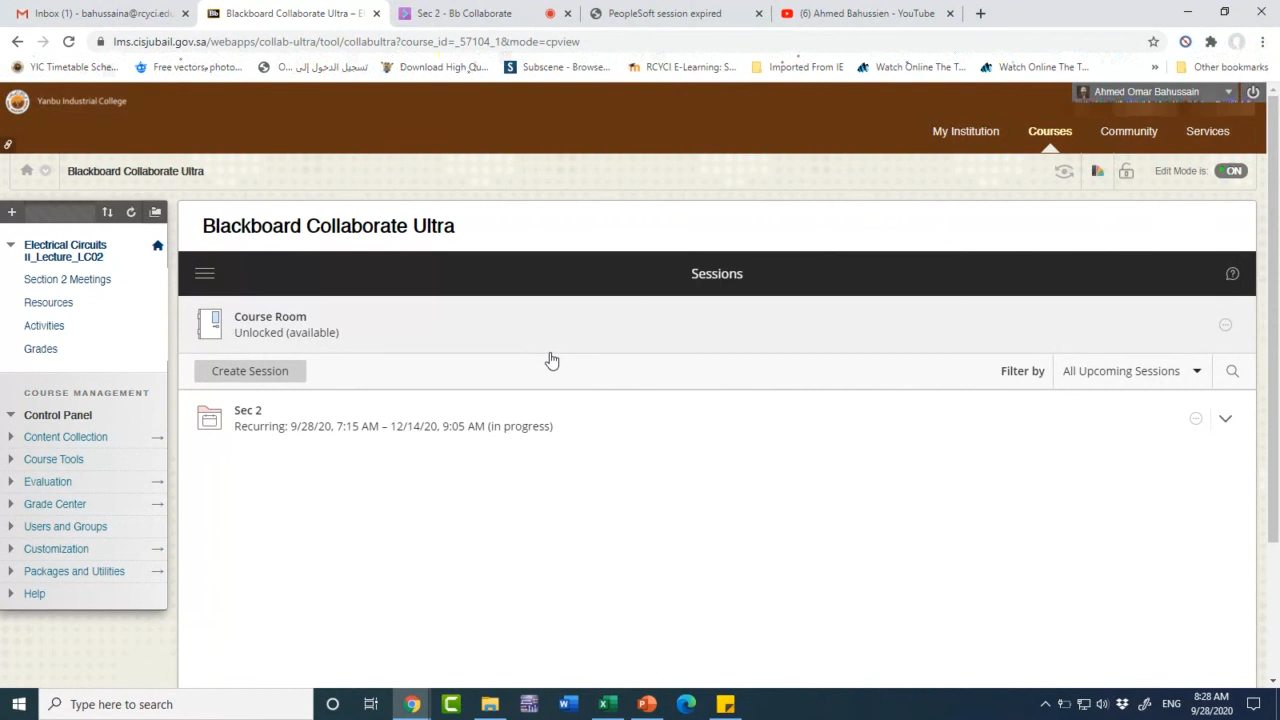 Inbox (10) - bahussaina@rcyci.edu.
Blackboard Collaborate Ultra – E
Sec 2 - Bb Collaborate
PeopleSoft session expired
(6) Ahmed Bahussien - YouTube
lms.cisjubail.gov.sa/webapps/collab-ultra/tool/collabultra?course_id=_57104_1&mode=cpview
YIC Timetable Sche...
Free vectors, photo...
تسجيل الدخول إلى O...
Download High Qu...
Subscene - Browse...
RCYCI E-Learning: S...
Imported From IE
Watch Online The T...
Watch Online The T...
»
Other bookmarks
Yanbu Industrial College
Ahmed Omar Bahussain
My Institution
Courses
Community
Services
Blackboard Collaborate Ultra
Edit Mode is:
ON
Electrical Circuits
II_Lecture_LC02
Section 2 Meetings
Resources
Activities
Grades
COURSE MANAGEMENT
Control Panel
Content Collection
Course Tools
Evaluation
Grade Center
Users and Groups
Customization
Packages and Utilities
Help
Blackboard Collaborate Ultra
Sessions
Course Room
Unlocked (available)
Create Session
Filter by
All Upcoming Sessions
Sec 2
Recurring: 9/28/20, 7:15 AM – 12/14/20, 9:05 AM (in progress)
Type here to search
ENG
8:28 AM
9/28/2020